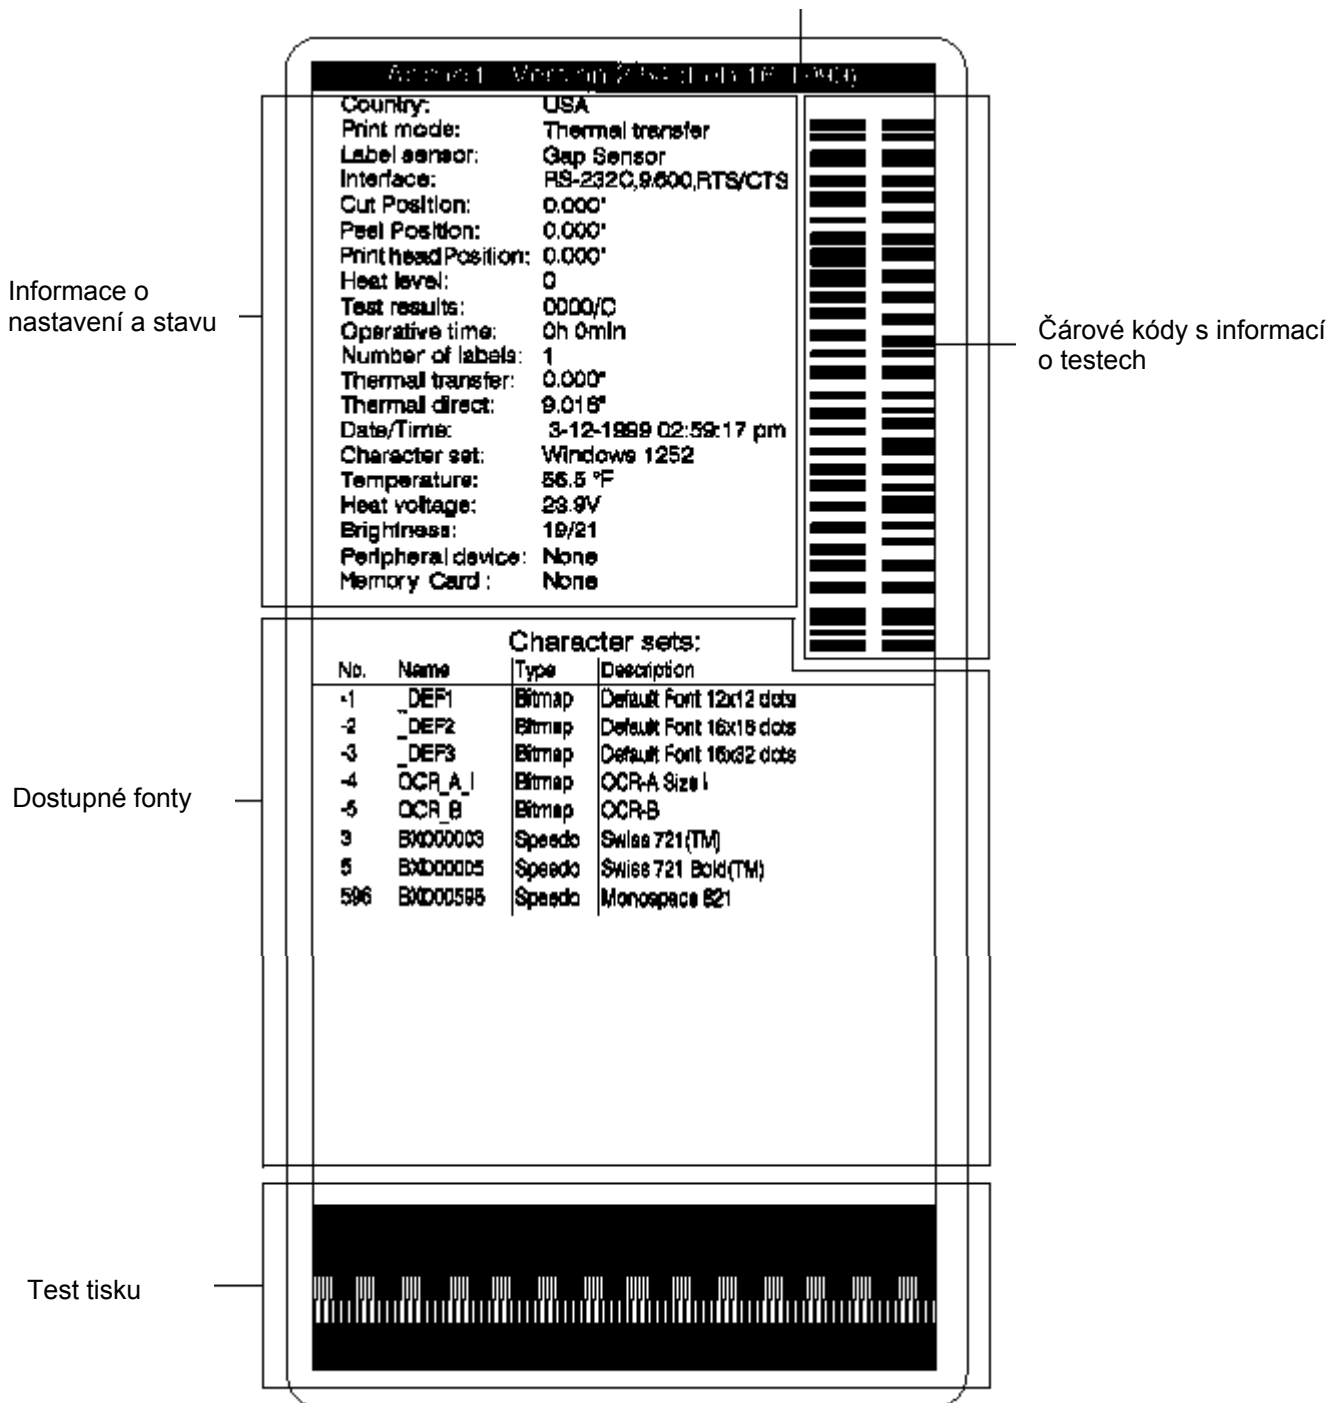 Version
Country: USA
Print mode: Thermal transfer
Label sensor: Gap Sensor
Interface: RS-232C,9.600,RTS/CTS
Cut Position: 0.000"
Peel Position: 0.000"
Print head Position: 0.000"
Heat level: 0
Test results: 0000/C
Operative time: 0h 0min
Number of labels: 1
Thermal transfer: 0.000"
Thermal direct: 9.016"
Date/Time: 3-12-1999 02:59:17 pm
Character set: Windows 1252
Temperature: 56.5 °F
Heat voltage: 23.9V
Brightness: 19/21
Peripheral device: None
Memory Card : None
Informace o
nastavení a stavu
Čárové kódy s informací
o testech
Character sets:
No. Name Type Description
-1 _DEF1 Bitmap Default Font 12x12 dots
-2 _DEF2 Bitmap Default Font 16x16 dots
-3 _DEF3 Bitmap Default Font 16x32 dots
-4 OCR_A_I Bitmap OCR-A Size I
-5 OCR_B Bitmap OCR-B
3 BX000003 Speedo Swiss 721(TM)
5 BX000005 Speedo Swiss 721 Bold(TM)
596 BX000596 Speedo Monospace 821
Dostupné fonty
Test tisku